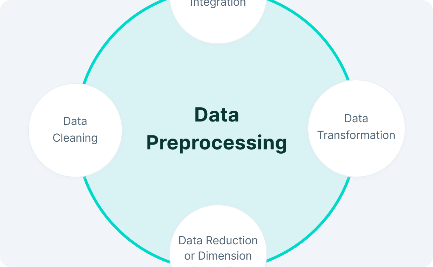 Integration
Data
Cleaning
Data
Preprocessing
Data
Transformation
Data Reduction
or Dimension